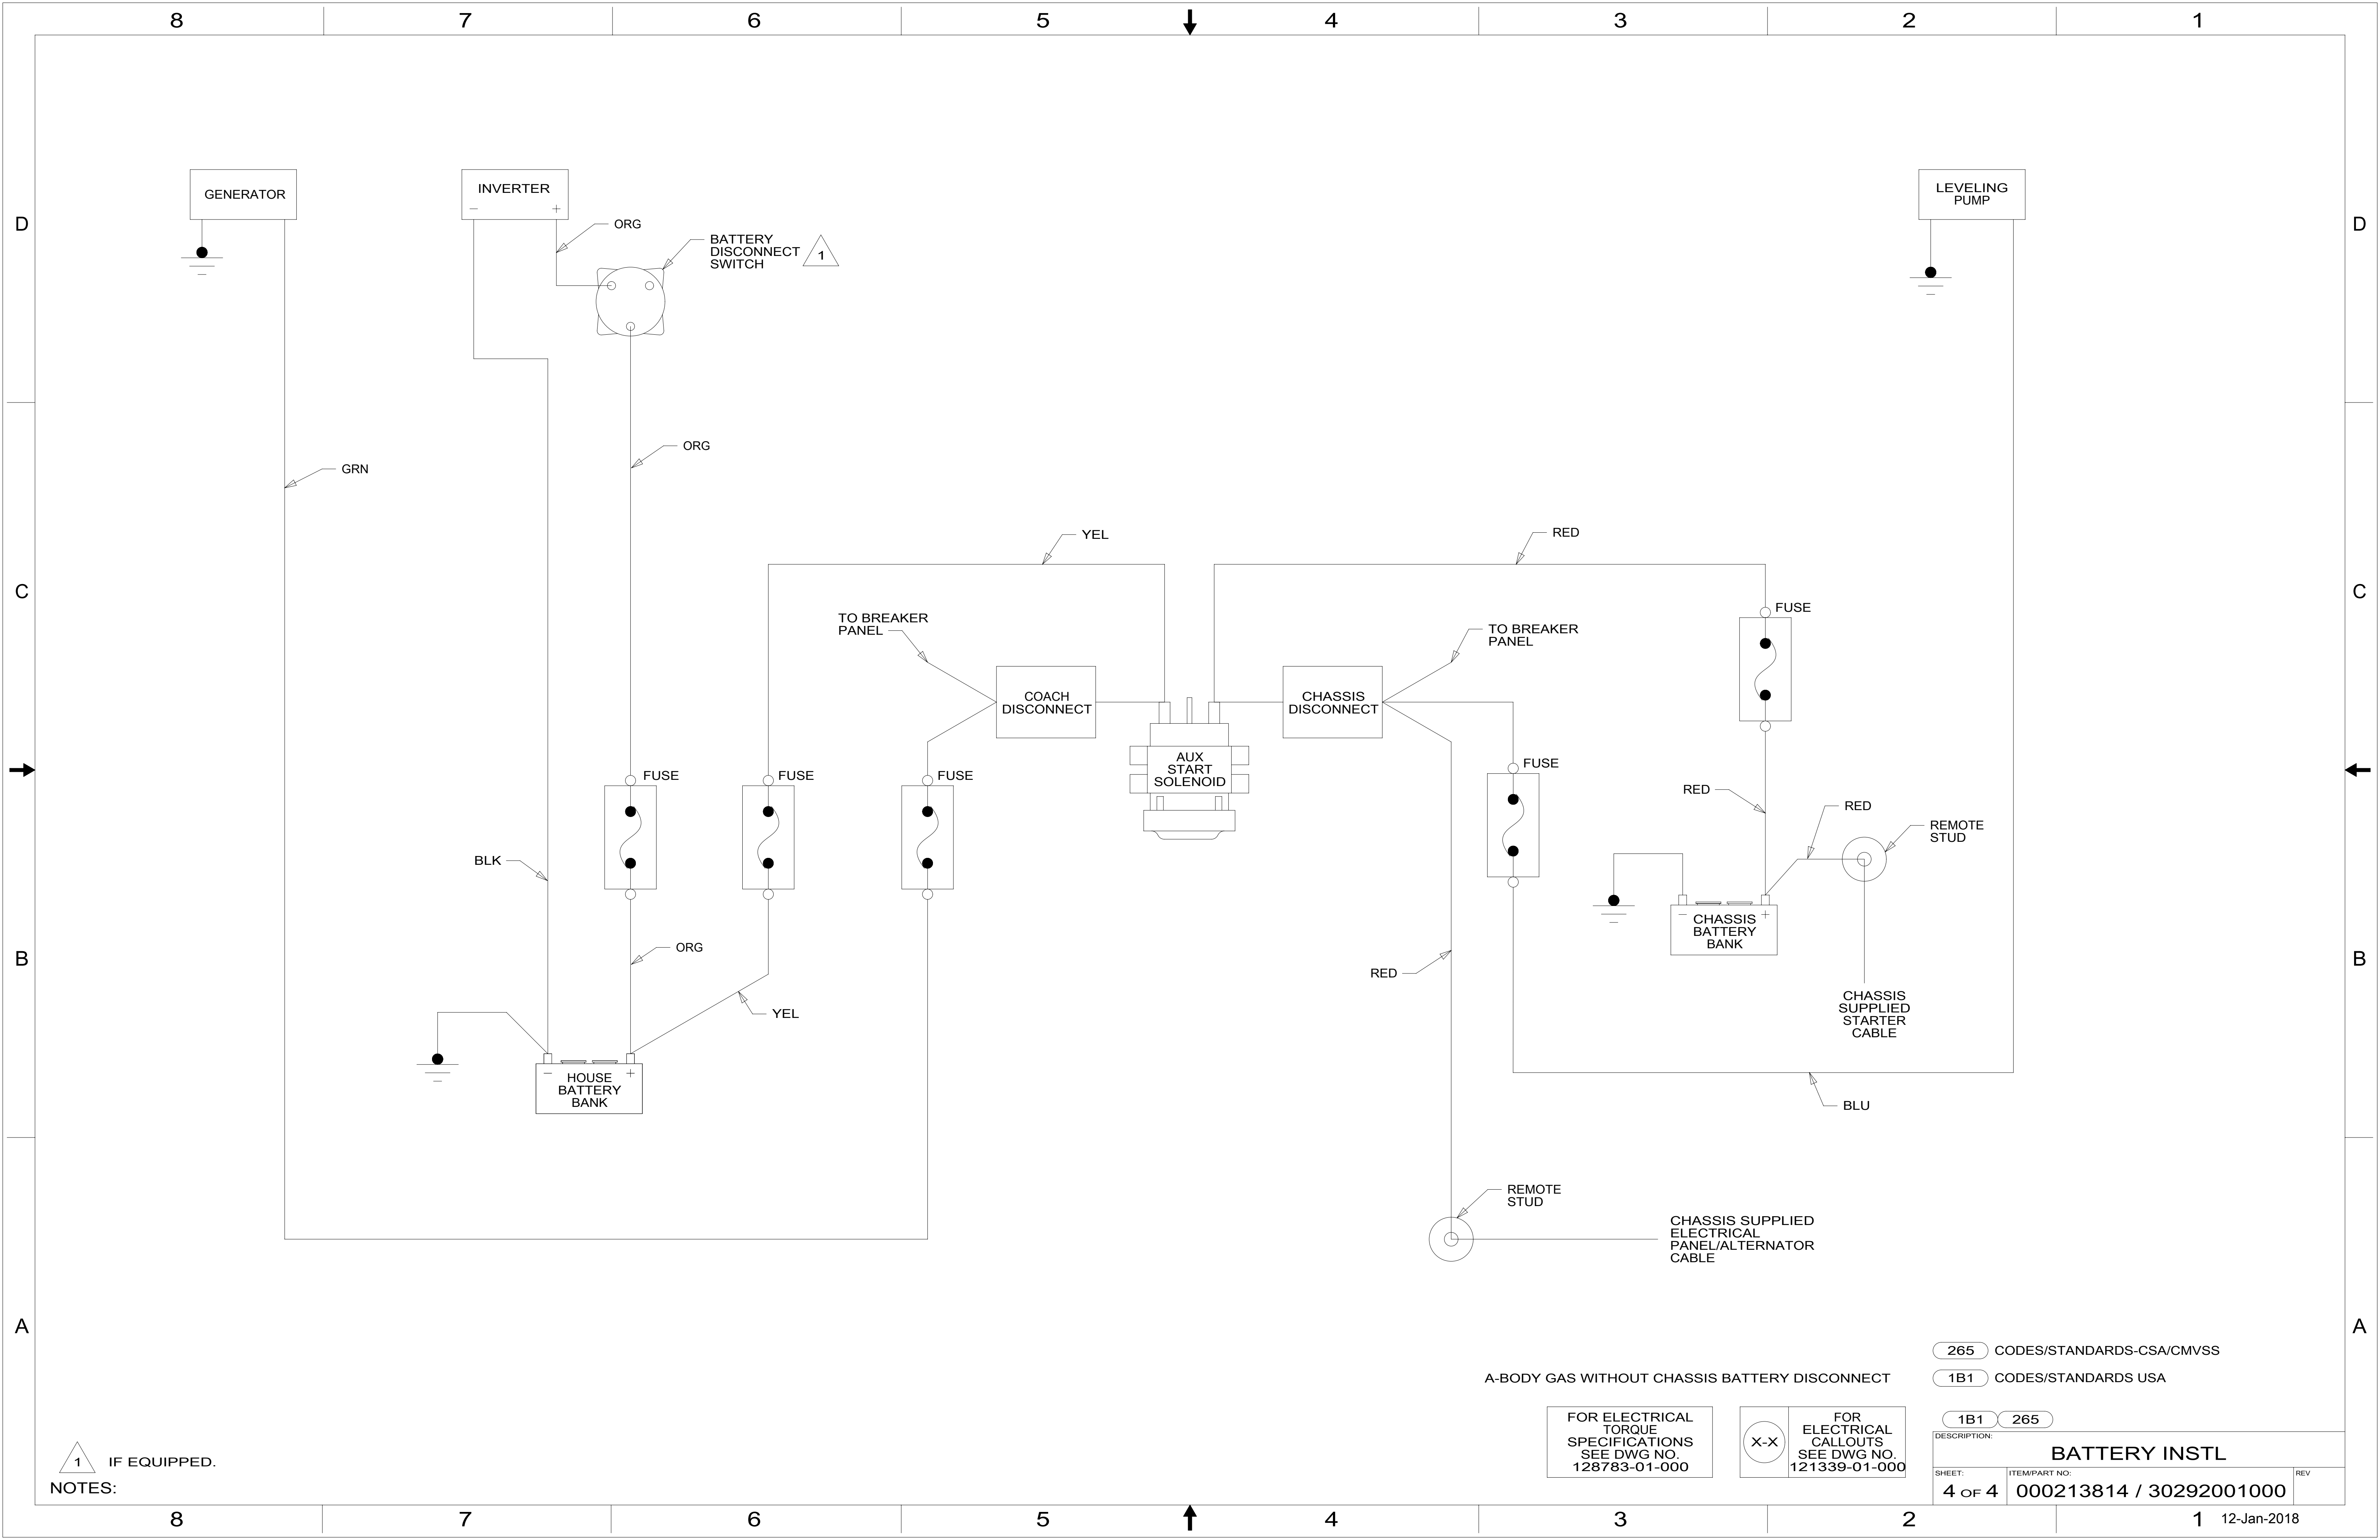 8 7 6 5 4 3 2 1
GENERATOR
INVERTER
– +
LEVELING
PUMP
D
D
ORG
BATTERY
DISCONNECT
SWITCH
1
ORG
GRN
YEL
RED
C
C
FUSE
TO BREAKER
PANEL
TO BREAKER
PANEL
COACH
DISCONNECT
CHASSIS
DISCONNECT
AUX
START
SOLENOID
FUSE
FUSE
FUSE
FUSE
RED
RED
REMOTE
STUD
BLK
– +
CHASSIS
BATTERY
BANK
ORG
B
B
RED
CHASSIS
SUPPLIED
STARTER
CABLE
YEL
– +
HOUSE
BATTERY
BANK
BLU
REMOTE
STUD
CHASSIS SUPPLIED
ELECTRICAL
PANEL/ALTERNATOR
CABLE
A
A
265 CODES/STANDARDS-CSA/CMVSS
A-BODY GAS WITHOUT CHASSIS BATTERY DISCONNECT
1B1 CODES/STANDARDS USA
FOR ELECTRICAL
TORQUE
SPECIFICATIONS
SEE DWG NO.
128783-01-000
X-X
FOR
ELECTRICAL
CALLOUTS
SEE DWG NO.
121339-01-000
1B1 265
DESCRIPTION:
BATTERY INSTL
SHEET:
4 OF 4
ITEM/PART NO:
000213814 / 30292001000
REV
1 IF EQUIPPED.
NOTES:
8 7 6 5 4 3 2 1
12-Jan-2018